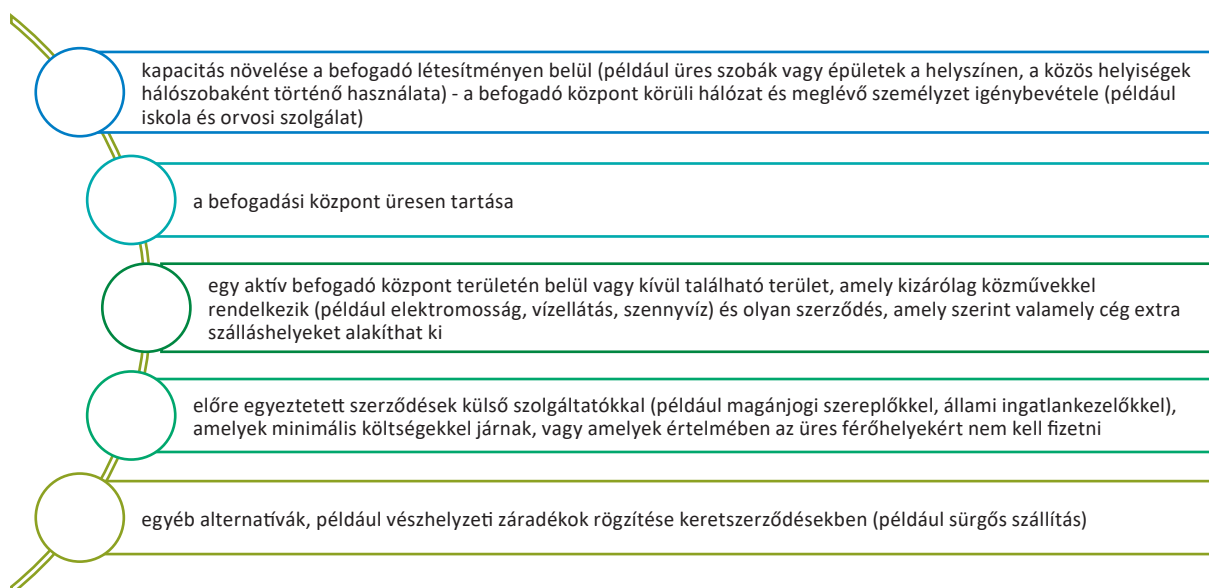 kapacitás növelése a befogadó létesítményen belül (például üres szobák vagy épületek a helyszínen, a közös helyiségek
hálószobaként történő használata) - a befogadó központ körüli hálózat és meglévő személyzet igénybevétele (például
iskola és orvosi szolgálat)
a befogadási központ üresen tartása
egy aktív befogadó központ területén belül vagy kívül található terület, amely kizárólag közművekkel
rendelkezik (például elektromosság, vízellátás, szennyvíz) és olyan szerződés, amely szerint valamely cég extra
szálláshelyeket alakíthat ki
előre egyeztetett szerződések külső szolgáltatókkal (például magánjogi szereplőkkel, állami ingatlankezelőkkel),
amelyek minimális költségekkel járnak, vagy amelyek értelmében az üres férőhelyekért nem kell fizetni
egyéb alternatívák, például vészhelyzeti záradékok rögzítése keretszerződésekben (például sürgős szállítás)